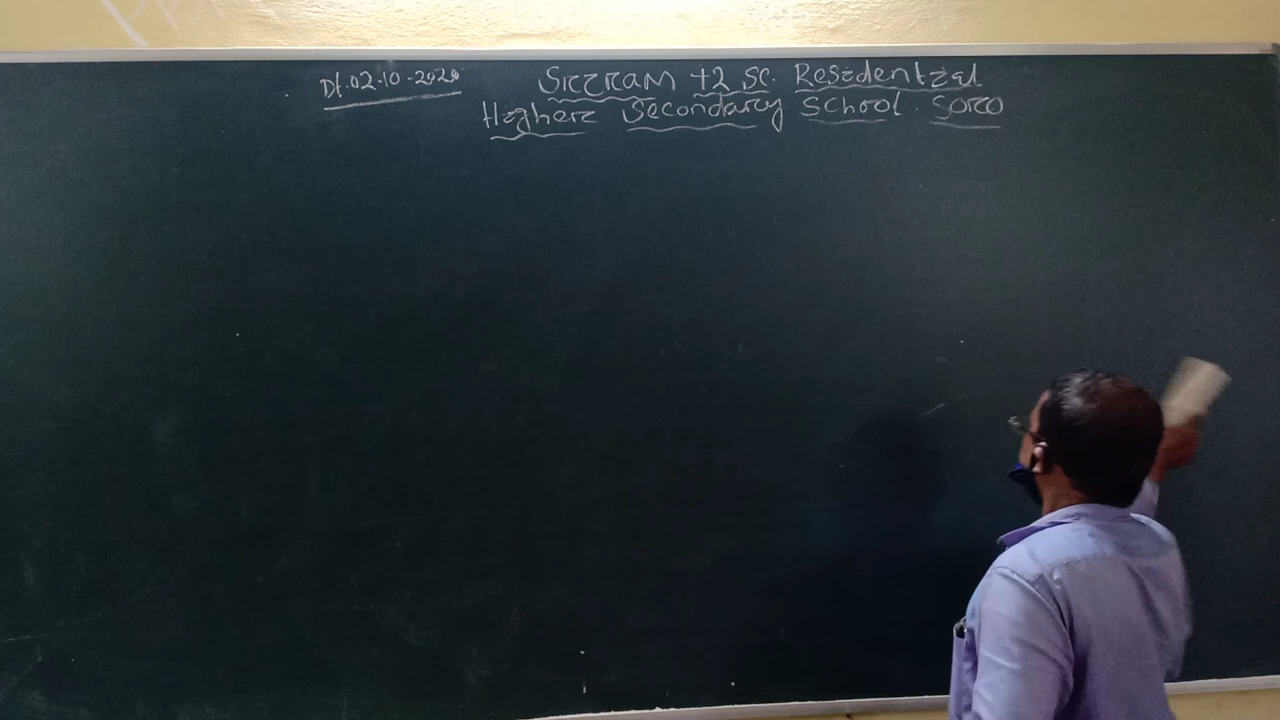 Dt.02.10.2020
Sriram +2 Sc. Residential
Higher Secondary School. Soro